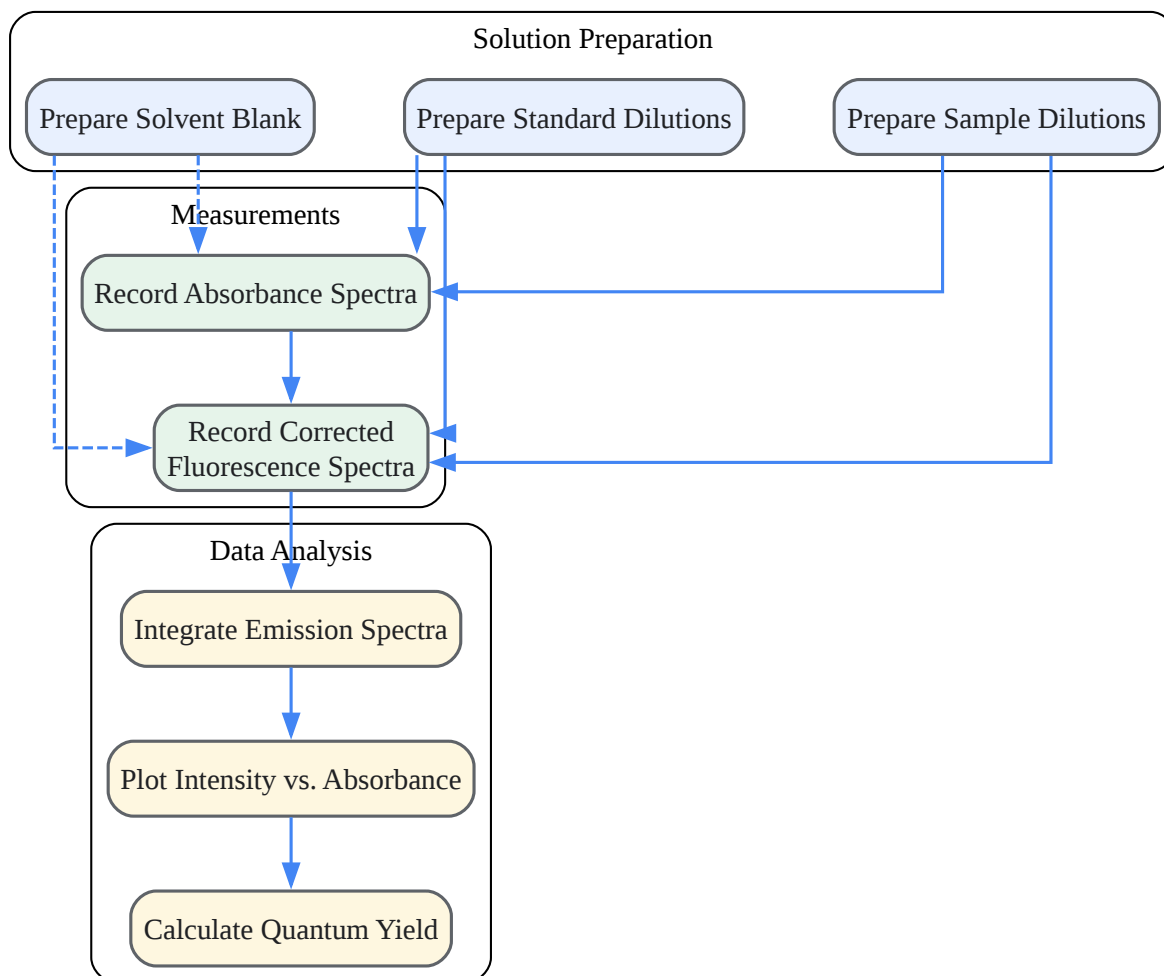 Solution Preparation
Prepare Solvent Blank
Prepare Standard Dilutions
Prepare Sample Dilutions
Measurements
Record Absorbance Spectra
Record Corrected
Fluorescence Spectra
Data Analysis
Integrate Emission Spectra
Plot Intensity vs. Absorbance
Calculate Quantum Yield